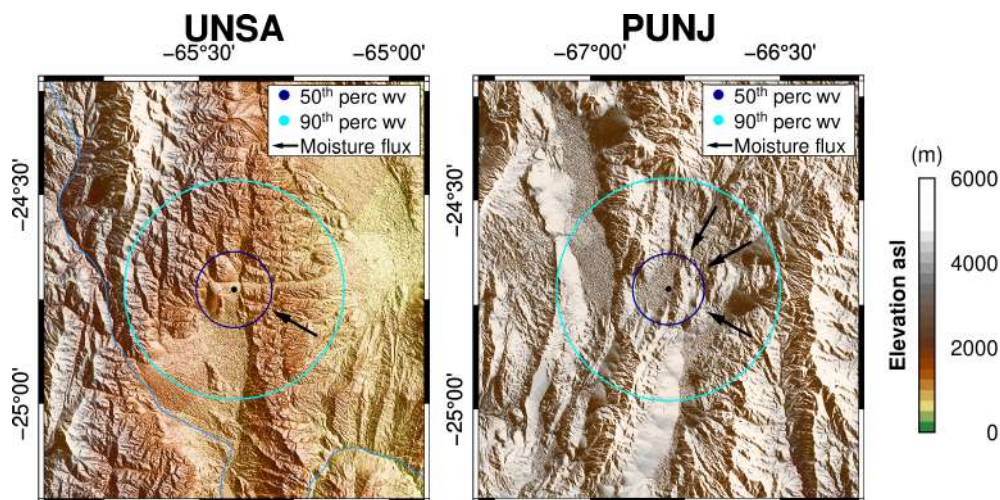 UNSA
PUNJ
−65°30' −65°00'
−67°00' −66°30'
50th perc wv
90th perc wv
Moisture flux
50th perc wv
90th perc wv
Moisture flux
−24°30'
−25°00'
−24°30'
−25°00'
(m)
6000
4000
2000
0
Elevation asl